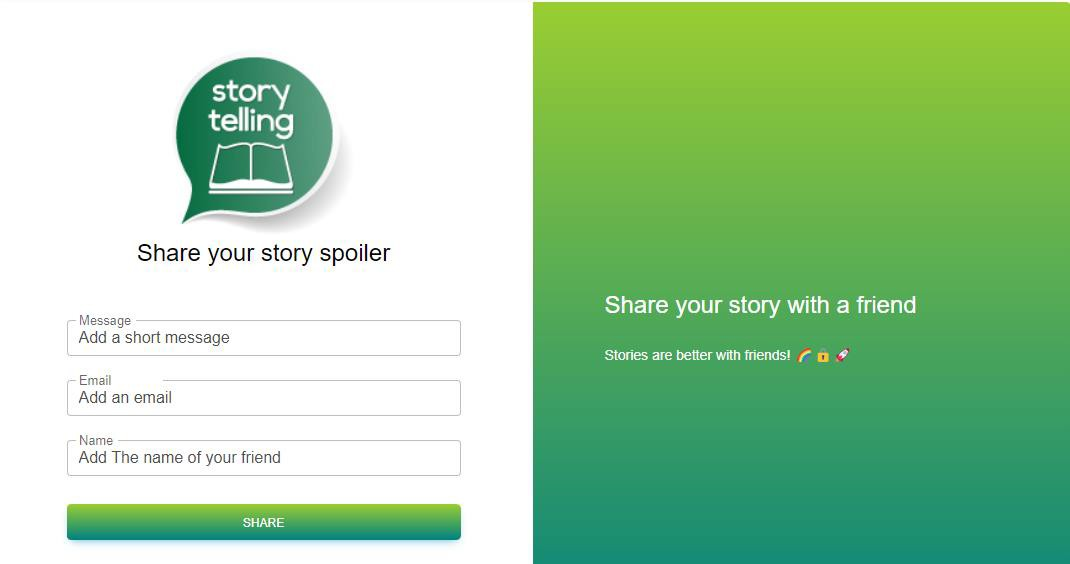 story
telling
Share your story spoiler
Message
Add a short message
Email
Add an email
Name
Add The name of your friend
SHARE
Share your story with a friend
Stories are better with friends! 🌈 🔒 🚀